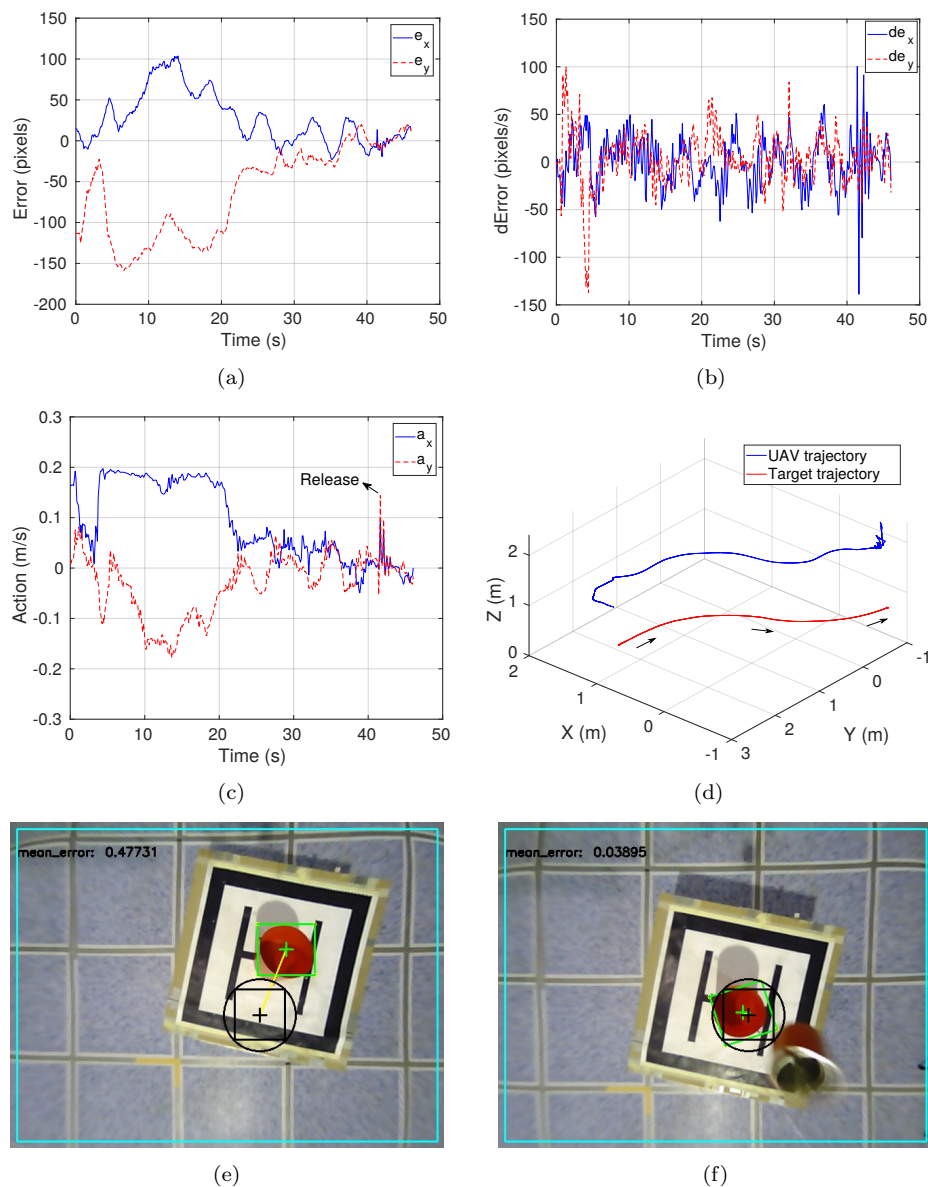 150
100
50
0
-50
-100
-150
-200
0 10 20 30 40 50
Error (pixels)
Time (s)
e_x
e_y
(a)
150
100
50
0
-50
-100
-150
0 10 20 30 40 50
dError (pixels/s)
Time (s)
de_x
de_y
(b)
0.3
0.2
0.1
0
-0.1
-0.2
-0.3
0 10 20 30 40 50
Action (m/s)
Time (s)
a_x
a_y
Release
(c)
UAV trajectory
Target trajectory
2
1
0
Z (m)
2
1
0
-1
X (m)
3
2
1
0
-1
Y (m)
(d)
mean_error: 0.47731
H
(e)
mean_error: 0.03895
H
(f)